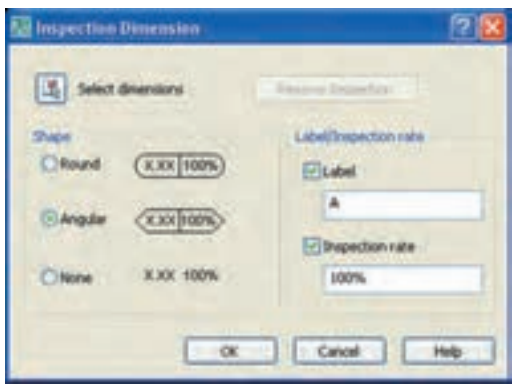 Inspection Dimension
Select dimensions
Remove Inspection
Shape
Label/Inspection rate
Round
X.XX 100%
Label
A
Angular
X.XX 100%
Inspection rate
100%
None
X.XX 100%
OK
Cancel
Help